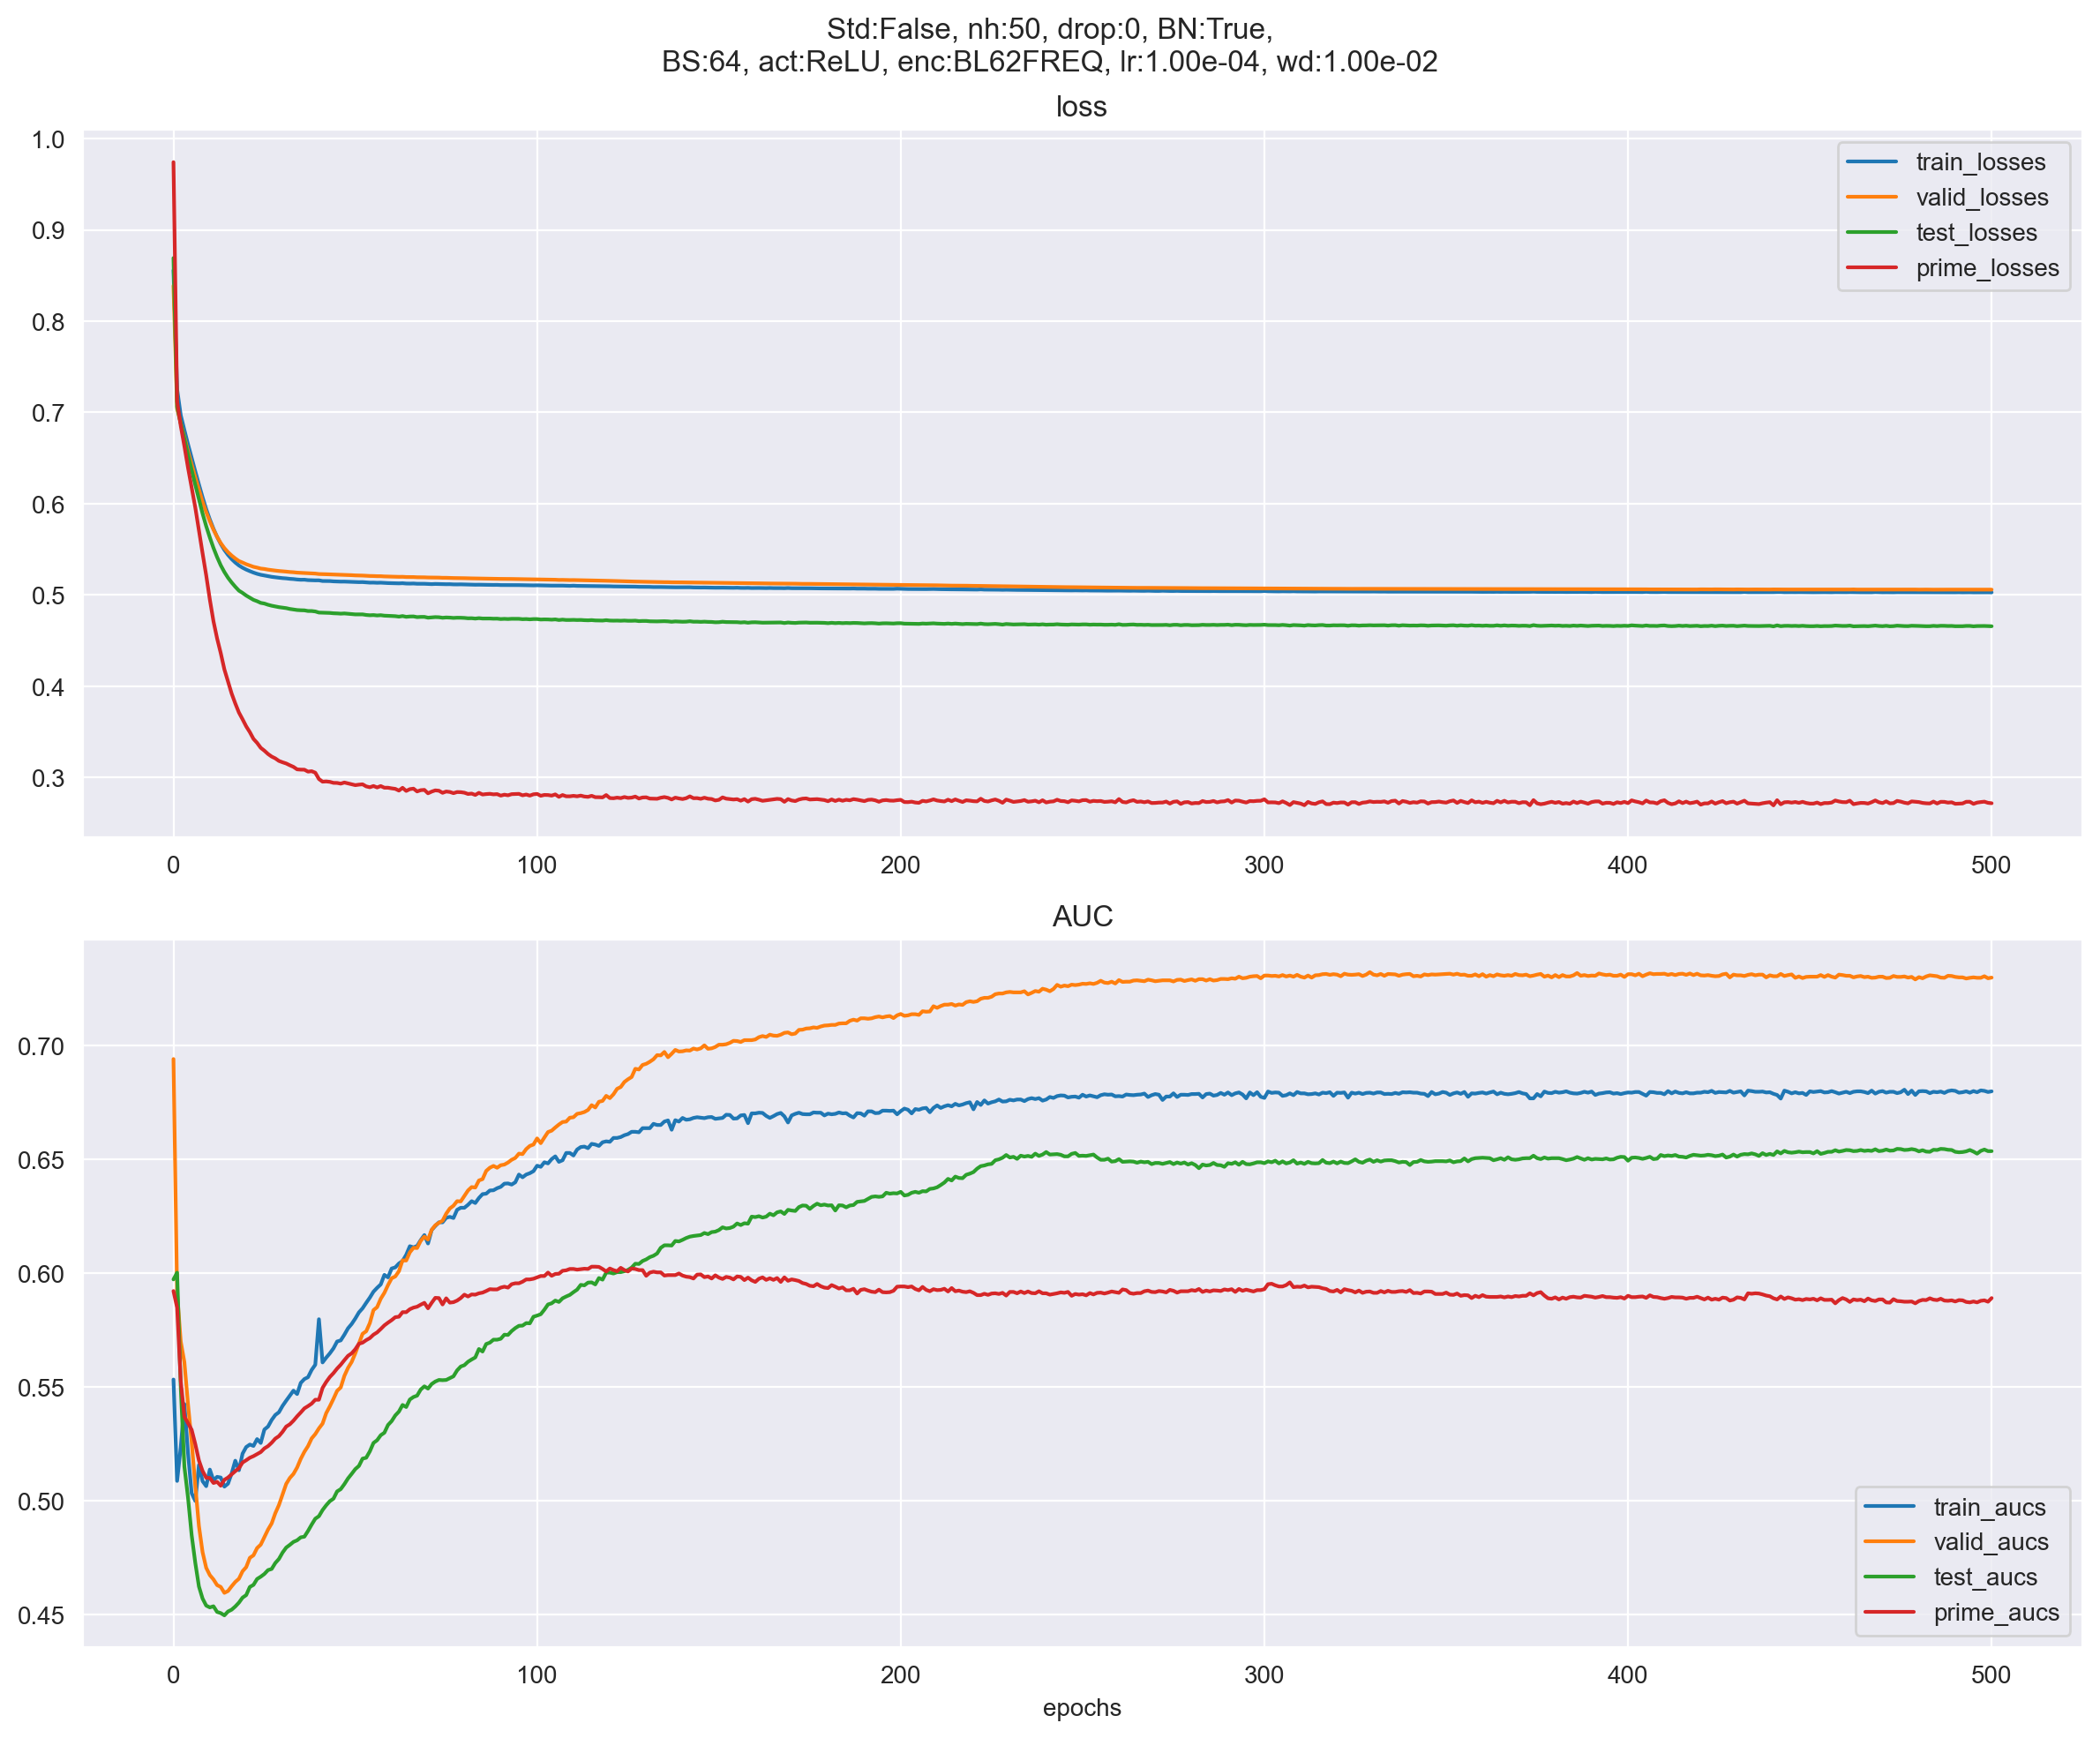 Std:False, nh:50, drop:0, BN:True,
BS:64, act:ReLU, enc:BL62FREQ, lr:1.00e-04, wd:1.00e-02
loss
1.0
0.9
0.8
0.7
0.6
0.5
0.4
0.3
train_losses
valid_losses
test_losses
prime_losses
0 100 200 300 400 500
AUC
0.70
0.65
0.60
0.55
0.50
0.45
train_aucs
valid_aucs
test_aucs
prime_aucs
0 100 200 300 400 500
epochs